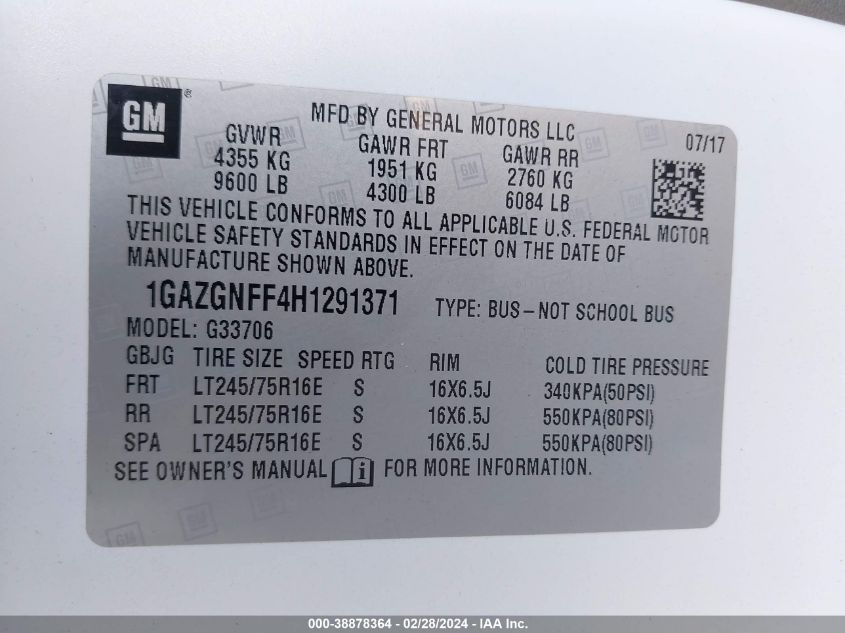 GM ®
MFD BY GENERAL MOTORS LLC 07/17
GVWR GAWR FRT GAWR RR
4355 KG 1951 KG 2760 KG
9600 LB 4300 LB 6084 LB
THIS VEHICLE CONFORMS TO ALL APPLICABLE U.S. FEDERAL MOTOR
VEHICLE SAFETY STANDARDS IN EFFECT ON THE DATE OF
MANUFACTURE SHOWN ABOVE.
1GAZGNFF4H1291371 TYPE: BUS-NOT SCHOOL BUS
MODEL: G33706
GBJG TIRE SIZE SPEED RTG RIM COLD TIRE PRESSURE
FRT LT245/75R16E S 16X6.5J 340KPA(50PSI)
RR LT245/75R16E S 16X6.5J 550KPA(80PSI)
SPA LT245/75R16E S 16X6.5J 550KPA(80PSI)
SEE OWNER'S MANUAL i FOR MORE INFORMATION.
000-38878364 - 02/28/2024 - IAA Inc.